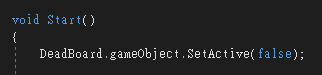 void Start()
{
    DeadBoard.gameObject.SetActive(false);